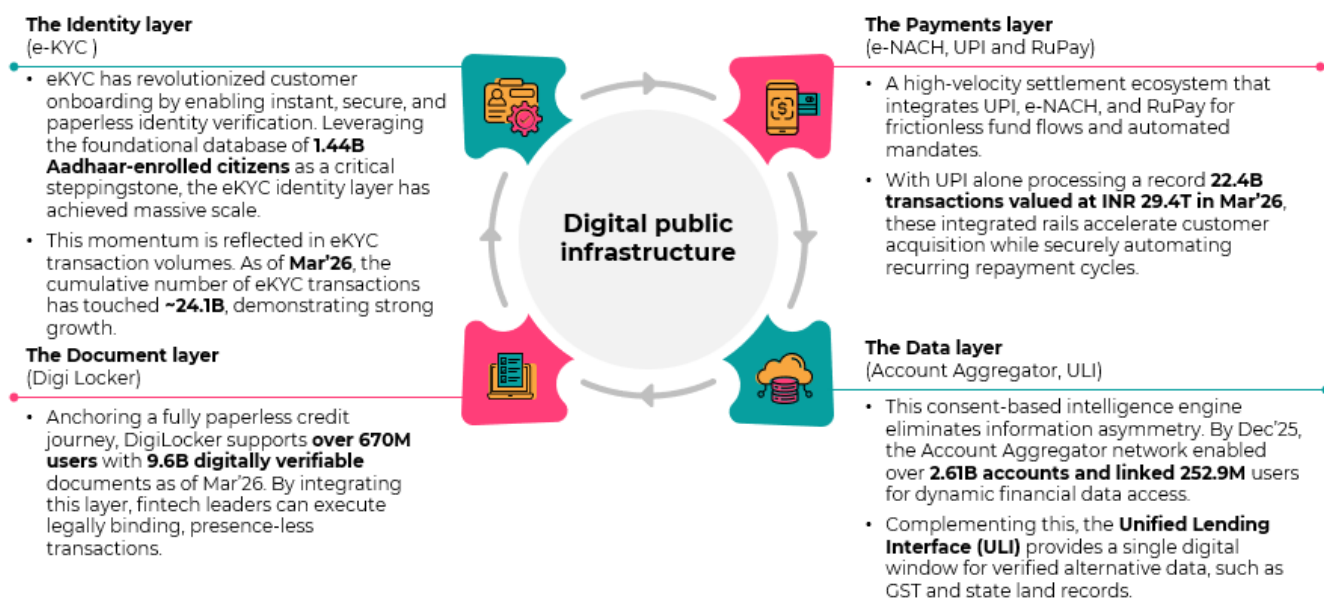 The Identity layer
(e-KYC )
• eKYC has revolutionized customer
onboarding by enabling instant, secure, and
paperless identity verification. Leveraging
the foundational database of 1.44B
Aadhaar-enrolled citizens as a critical
steppingstone, the eKYC identity layer has
achieved massive scale.
• This momentum is reflected in eKYC
transaction volumes. As of Mar’26, the
cumulative number of eKYC transactions
has touched ~24.1B, demonstrating strong
growth.
The Document layer
(Digi Locker)
• Anchoring a fully paperless credit
journey, DigiLocker supports over 670M
users with 9.6B digitally verifiable
documents as of Mar’26. By integrating
this layer, fintech leaders can execute
legally binding, presence-less
transactions.
Digital public
infrastructure
The Payments layer
(e-NACH, UPI and RuPay)
• A high-velocity settlement ecosystem that
integrates UPI, e-NACH, and RuPay for
frictionless fund flows and automated
mandates.
• With UPI alone processing a record 22.4B
transactions valued at INR 29.4T in Mar’26,
these integrated rails accelerate customer
acquisition while securely automating
recurring repayment cycles.
The Data layer
(Account Aggregator, ULI)
• This consent-based intelligence engine
eliminates information asymmetry. By Dec’25,
the Account Aggregator network enabled
over 2.61B accounts and linked 252.9M users
for dynamic financial data access.
• Complementing this, the Unified Lending
Interface (ULI) provides a single digital
window for verified alternative data, such as
GST and state land records.